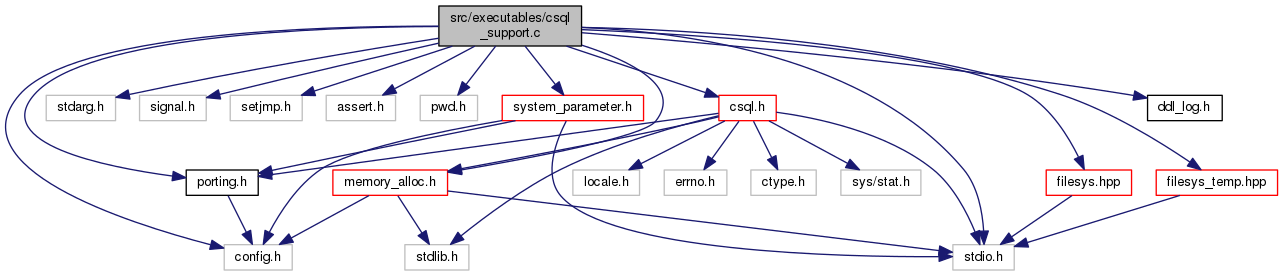 src/executables/csql
_support.c
stdarg.h
signal.h
setjmp.h
assert.h
pwd.h
system_parameter.h
csql.h
ddl_log.h
porting.h
memory_alloc.h
locale.h
errno.h
ctype.h
sys/stat.h
filesys.hpp
filesys_temp.hpp
config.h
stdlib.h
stdio.h